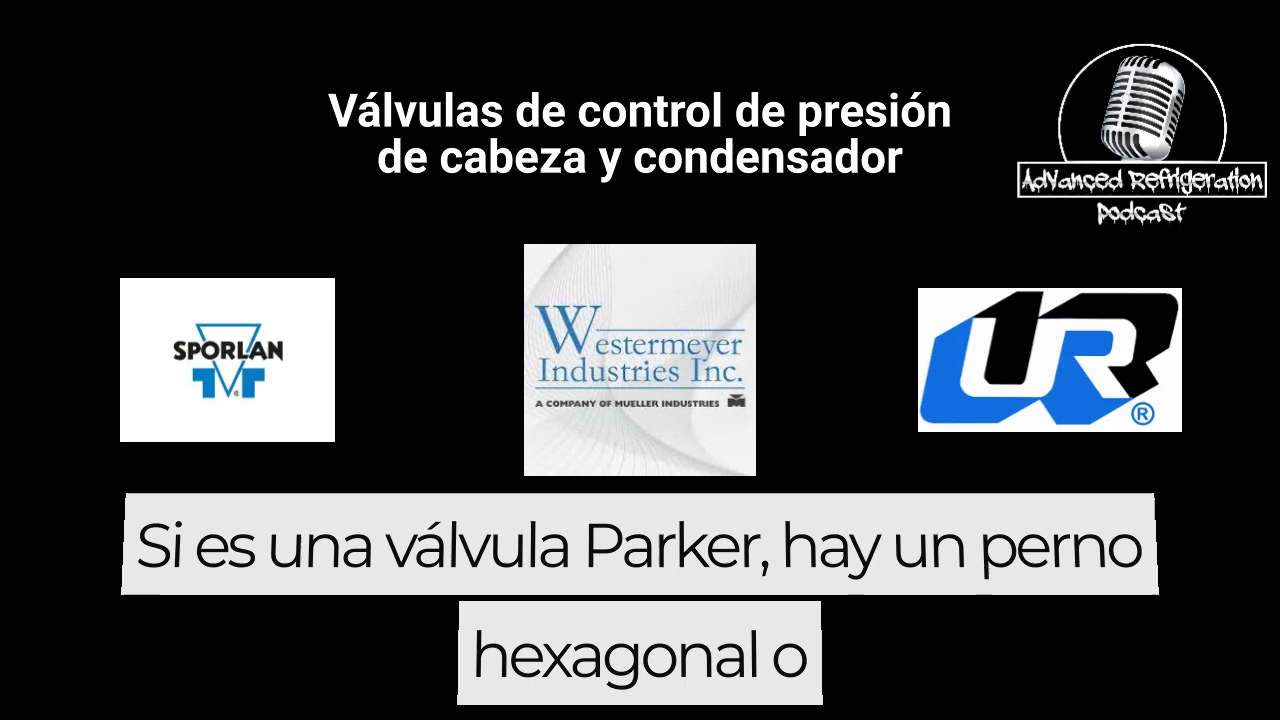 Válvulas de control de presión
de cabeza y condensador
AdVanced Refrigeration
podcaSt
SPORLAN
®
Westermeyer
Industries Inc.
A COMPANY OF MUELLER INDUSTRIES
UR
®
Si es una válvula Parker, hay un perno
hexagonal o